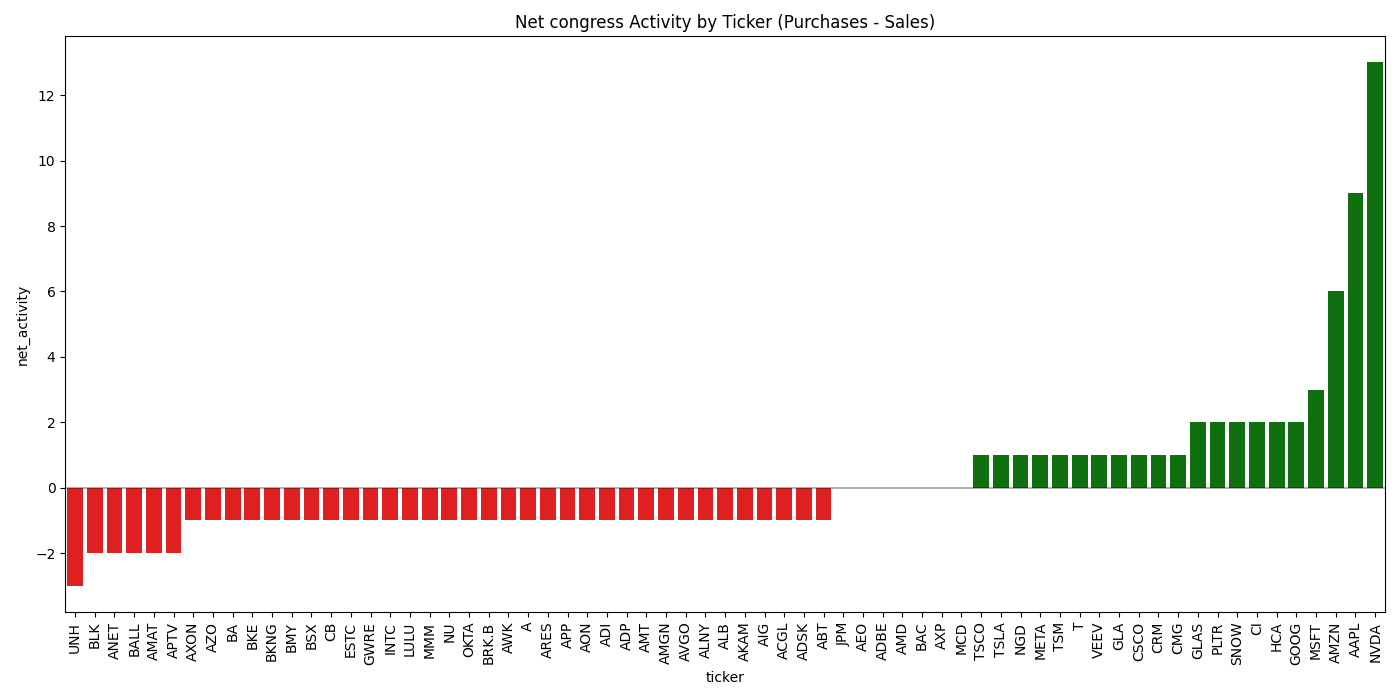 Net congress Activity by Ticker (Purchases - Sales)
net_activity
12
10
8
6
4
2
0
−2
UNH
BLK
ANET
BALL
AMAT
APTV
AXON
AZO
BA
BKE
BKNG
BMY
BSX
CB
ESTC
GWRE
INTC
LULU
MMM
NU
OKTA
BRK.B
AWK
A
ARES
APP
AON
ADI
ADP
AMT
AMGN
AVGO
ALNY
ALB
AKAM
AIG
ACGL
ADSK
ABT
JPM
AEO
ADBE
AMD
BAC
AXP
MCD
TSCO
TSLA
NGD
META
TSM
T
VEEV
GLA
CSCO
CRM
CMG
GLAS
PLTR
SNOW
CI
HCA
GOOG
MSFT
AMZN
AAPL
NVDA
ticker